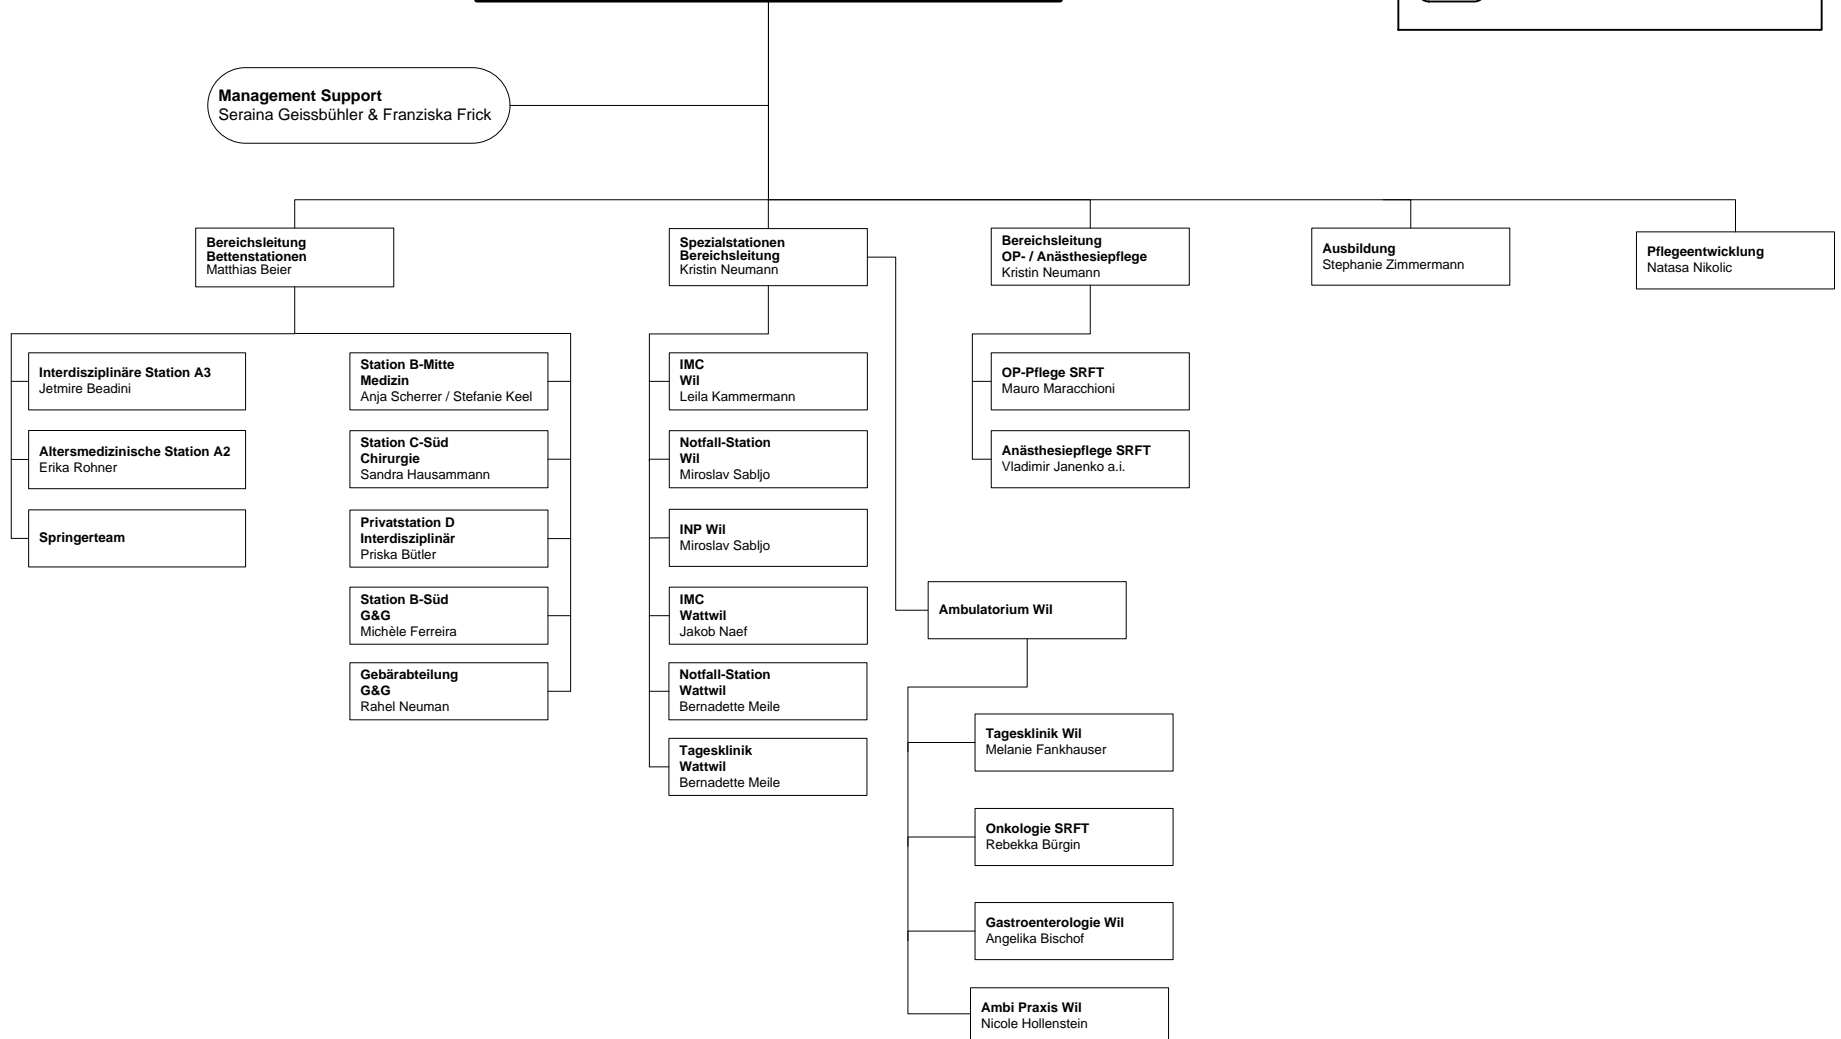 Management Support
Seraina Geissbühler & Franziska Frick
Bereichsleitung
Bettenstationen
Matthias Beier
Spezialstationen
Bereichsleitung
Kristin Neumann
Bereichsleitung
OP- / Anästhesiepflege
Kristin Neumann
Ausbildung
Stephanie Zimmermann
Pflegeentwicklung
Natasa Nikolic
Interdisziplinäre Station A3
Jetmire Beadini
Altersmedizinische Station A2
Erika Rohner
Springerteam
Station B-Mitte
Medizin
Anja Scherrer / Stefanie Keel
Station C-Süd
Chirurgie
Sandra Hausammann
Privatstation D
Interdisziplinär
Priska Bütler
Station B-Süd
G&G
Michèle Ferreira
Gebärabteilung
G&G
Rahel Neuman
IMC
Wil
Leila Kammermann
Notfall-Station
Wil
Miroslav Sabljo
INP Wil
Miroslav Sabljo
IMC
Wattwil
Jakob Naef
Notfall-Station
Wattwil
Bernadette Meile
Tagesklinik
Wattwil
Bernadette Meile
OP-Pflege SRFT
Mauro Maracchioni
Anästhesiepflege SRFT
Vladimir Janenko a.i.
Ambulatorium Wil
Tagesklinik Wil
Melanie Fankhauser
Onkologie SRFT
Rebekka Bürgin
Gastroenterologie Wil
Angelika Bischof
Ambi Praxis Wil
Nicole Hollenstein